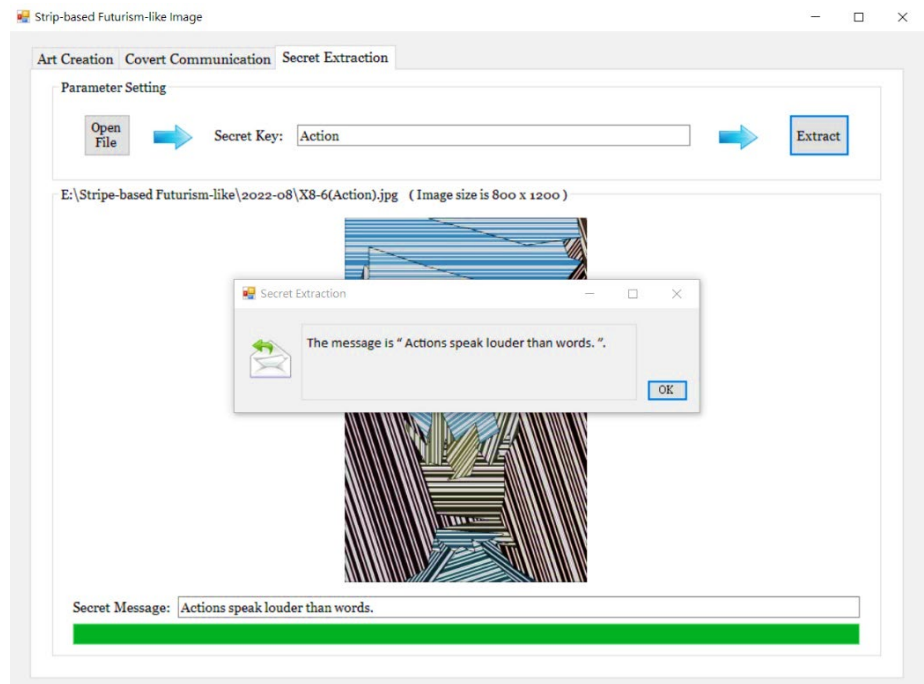 Strip-based Futurism-like Image
Art Creation Covert Communication Secret Extraction
Parameter Setting
Open
File
Secret Key: Action
Extract
E:\Stripe-based Futurism-like\2022-08\X8-6(Action).jpg ( Image size is 800 x 1200 )
Secret Extraction
The message is “ Actions speak louder than words. ”.
OK
Secret Message: Actions speak louder than words.